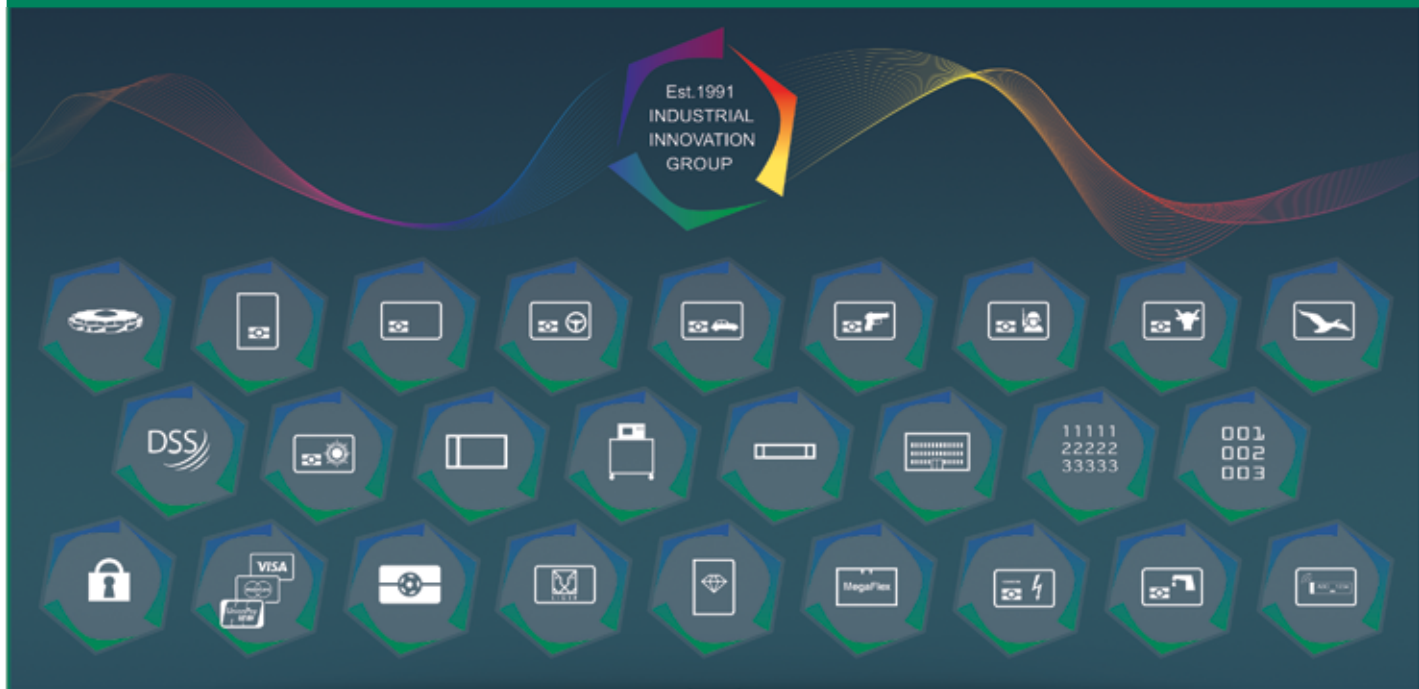 Est.1991
INDUSTRIAL
INNOVATION
GROUP
DSS
11111
22222
33333
001
002
003
VISA
MegaFlex